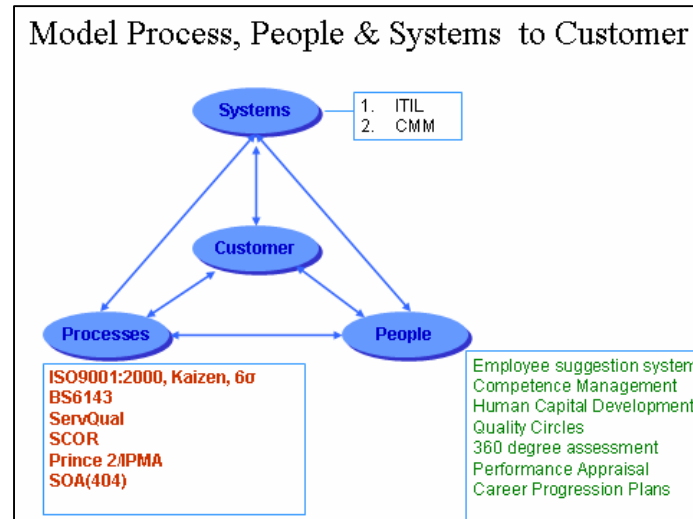 Model Process, People & Systems to Customer
Systems
1. ITIL
2. CMM
Customer
Processes
People
ISO9001:2000, Kaizen, 6σ
BS6143
ServQual
SCOR
Prince 2/IPMA
SOA(404)
Employee suggestion system
Competence Management
Human Capital Development
Quality Circles
360 degree assessment
Performance Appraisal
Career Progression Plans